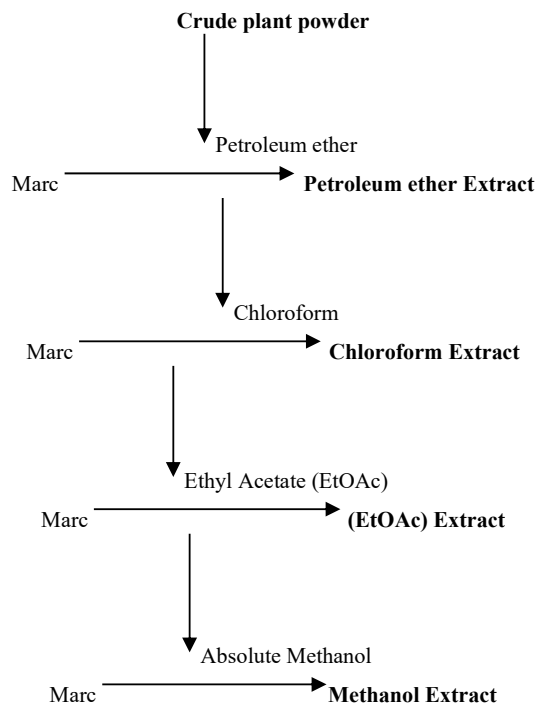 Crude plant powder
Petroleum ether
Marc Petroleum ether Extract
Chloroform
Marc Chloroform Extract
Ethyl Acetate (EtOAc)
Marc (EtOAc) Extract
Absolute Methanol
Marc Methanol Extract